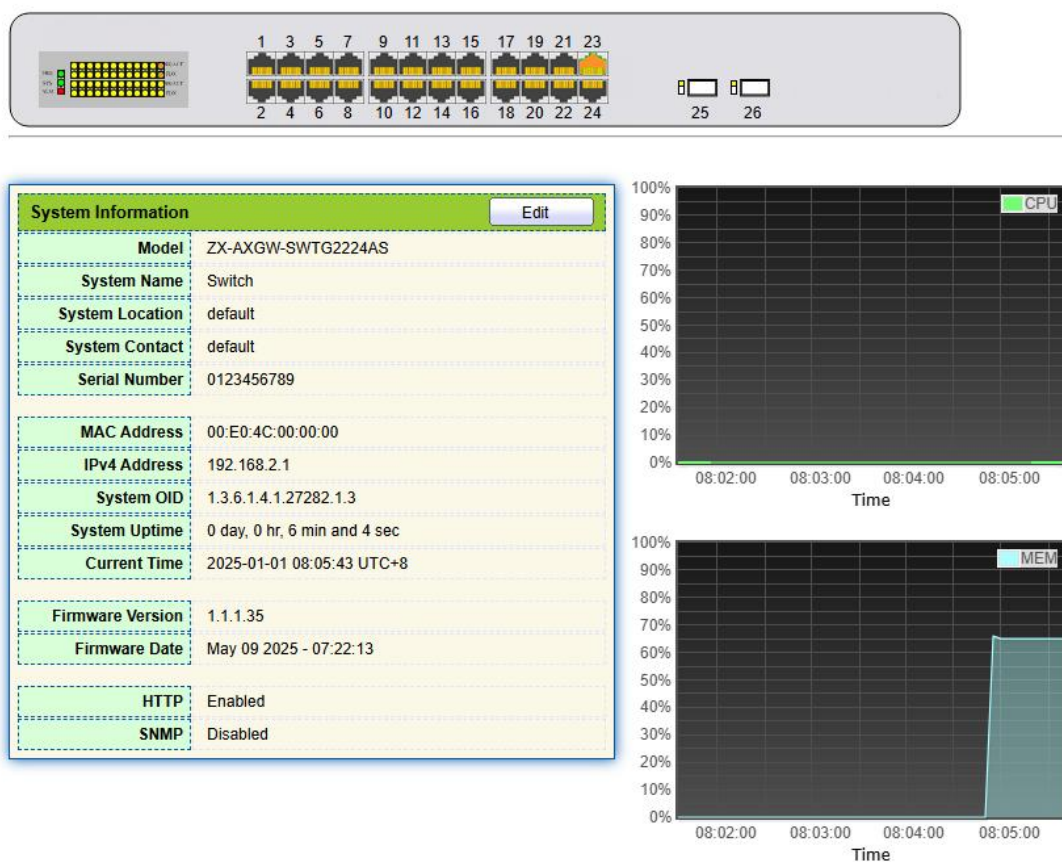 1 3 5 7 9 11 13 15 17 19 21 23
2 4 6 8 10 12 14 16 18 20 22 24 25 26
System Information Edit
Model ZX-AXGW-SWTG2224AS
System Name Switch
System Location default
System Contact default
Serial Number 0123456789
MAC Address 00:E0:4C:00:00:00
IPv4 Address 192.168.2.1
System OID 1.3.6.1.4.1.27282.1.3
System Uptime 0 day, 0 hr, 6 min and 4 sec
Current Time 2025-01-01 08:05:43 UTC+8
Firmware Version 1.1.1.35
Firmware Date May 09 2025 - 07:22:13
HTTP Enabled
SNMP Disabled
100%
CPU
90%
80%
70%
60%
50%
40%
30%
20%
10%
0%
08:02:00 08:03:00 08:04:00 08:05:00
Time
100%
MEM
90%
80%
70%
60%
50%
40%
30%
20%
10%
0%
08:02:00 08:03:00 08:04:00 08:05:00
Time